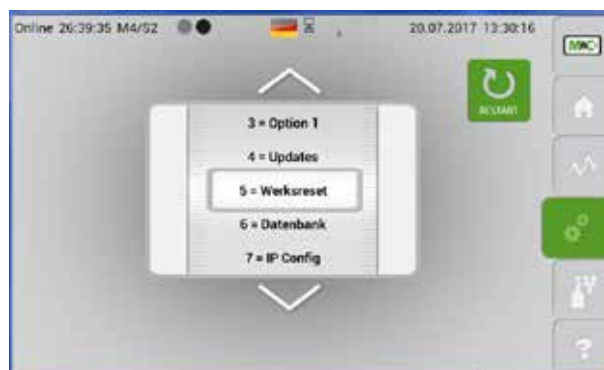 Online 26:39:35 M4/S2
20.07.2017 13:30:16
RESTART
3 = Option 1
4 = Updates
5 = Werksreset
6 = Datenbank
7 = IP Config
?